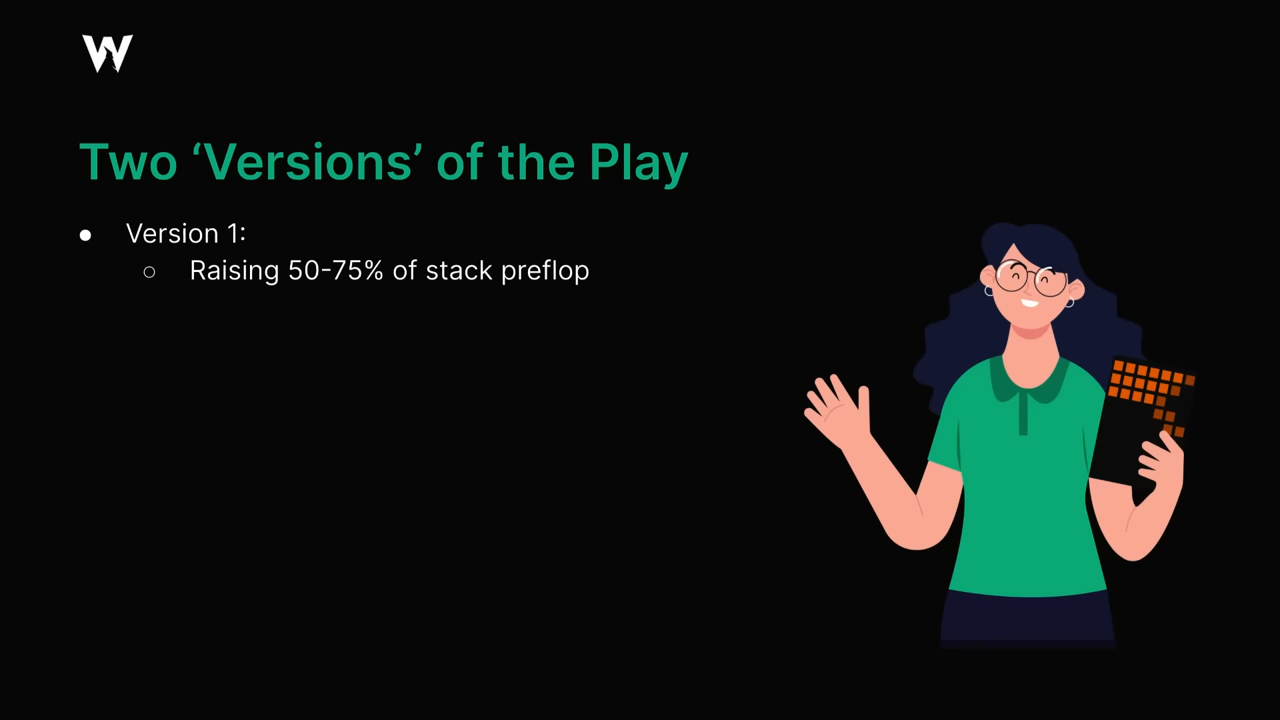 W
Two ‘Versions’ of the Play
● Version 1:
○ Raising 50-75% of stack preflop